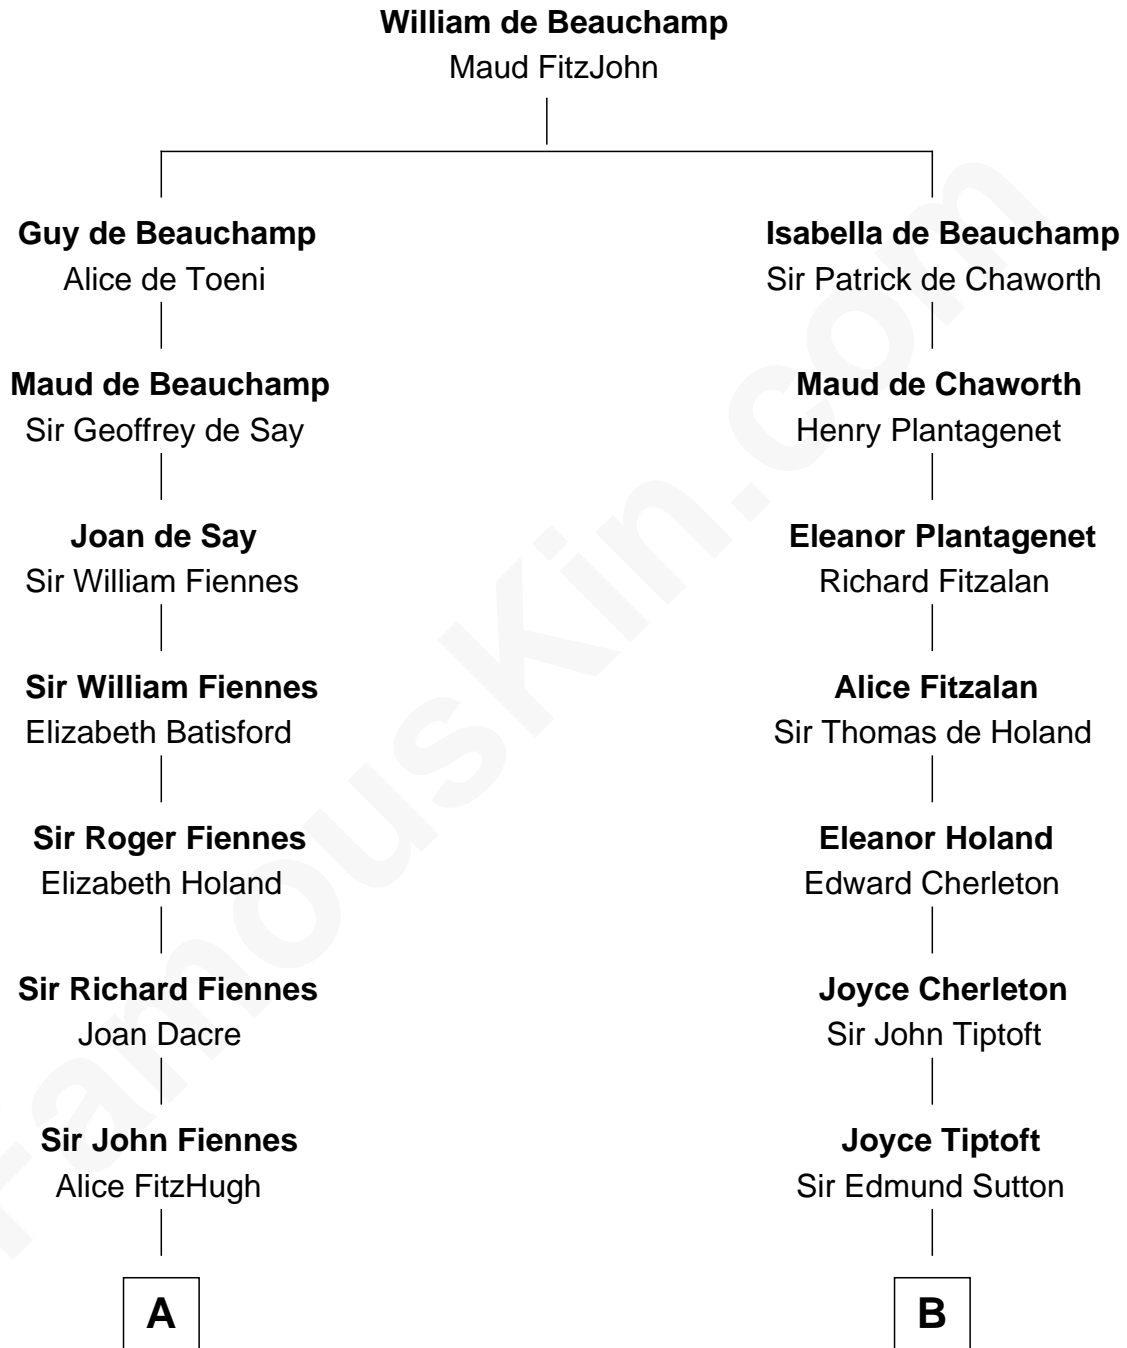 William de Beauchamp
Maud FitzJohn
Guy de Beauchamp
Alice de Toeni
Maud de Beauchamp
Sir Geoffrey de Say
Joan de Say
Sir William Fiennes
Sir William Fiennes
Elizabeth Batisford
Sir Roger Fiennes
Elizabeth Holand
Sir Richard Fiennes
Joan Dacre
Sir John Fiennes
Alice FitzHugh
A
Isabella de Beauchamp
Sir Patrick de Chaworth
Maud de Chaworth
Henry Plantagenet
Eleanor Plantagenet
Richard Fitzalan
Alice Fitzalan
Sir Thomas de Holand
Eleanor Holand
Edward Cherleton
Joyce Cherleton
Sir John Tiptoft
Joyce Tiptoft
Sir Edmund Sutton
B
FamousKin.com